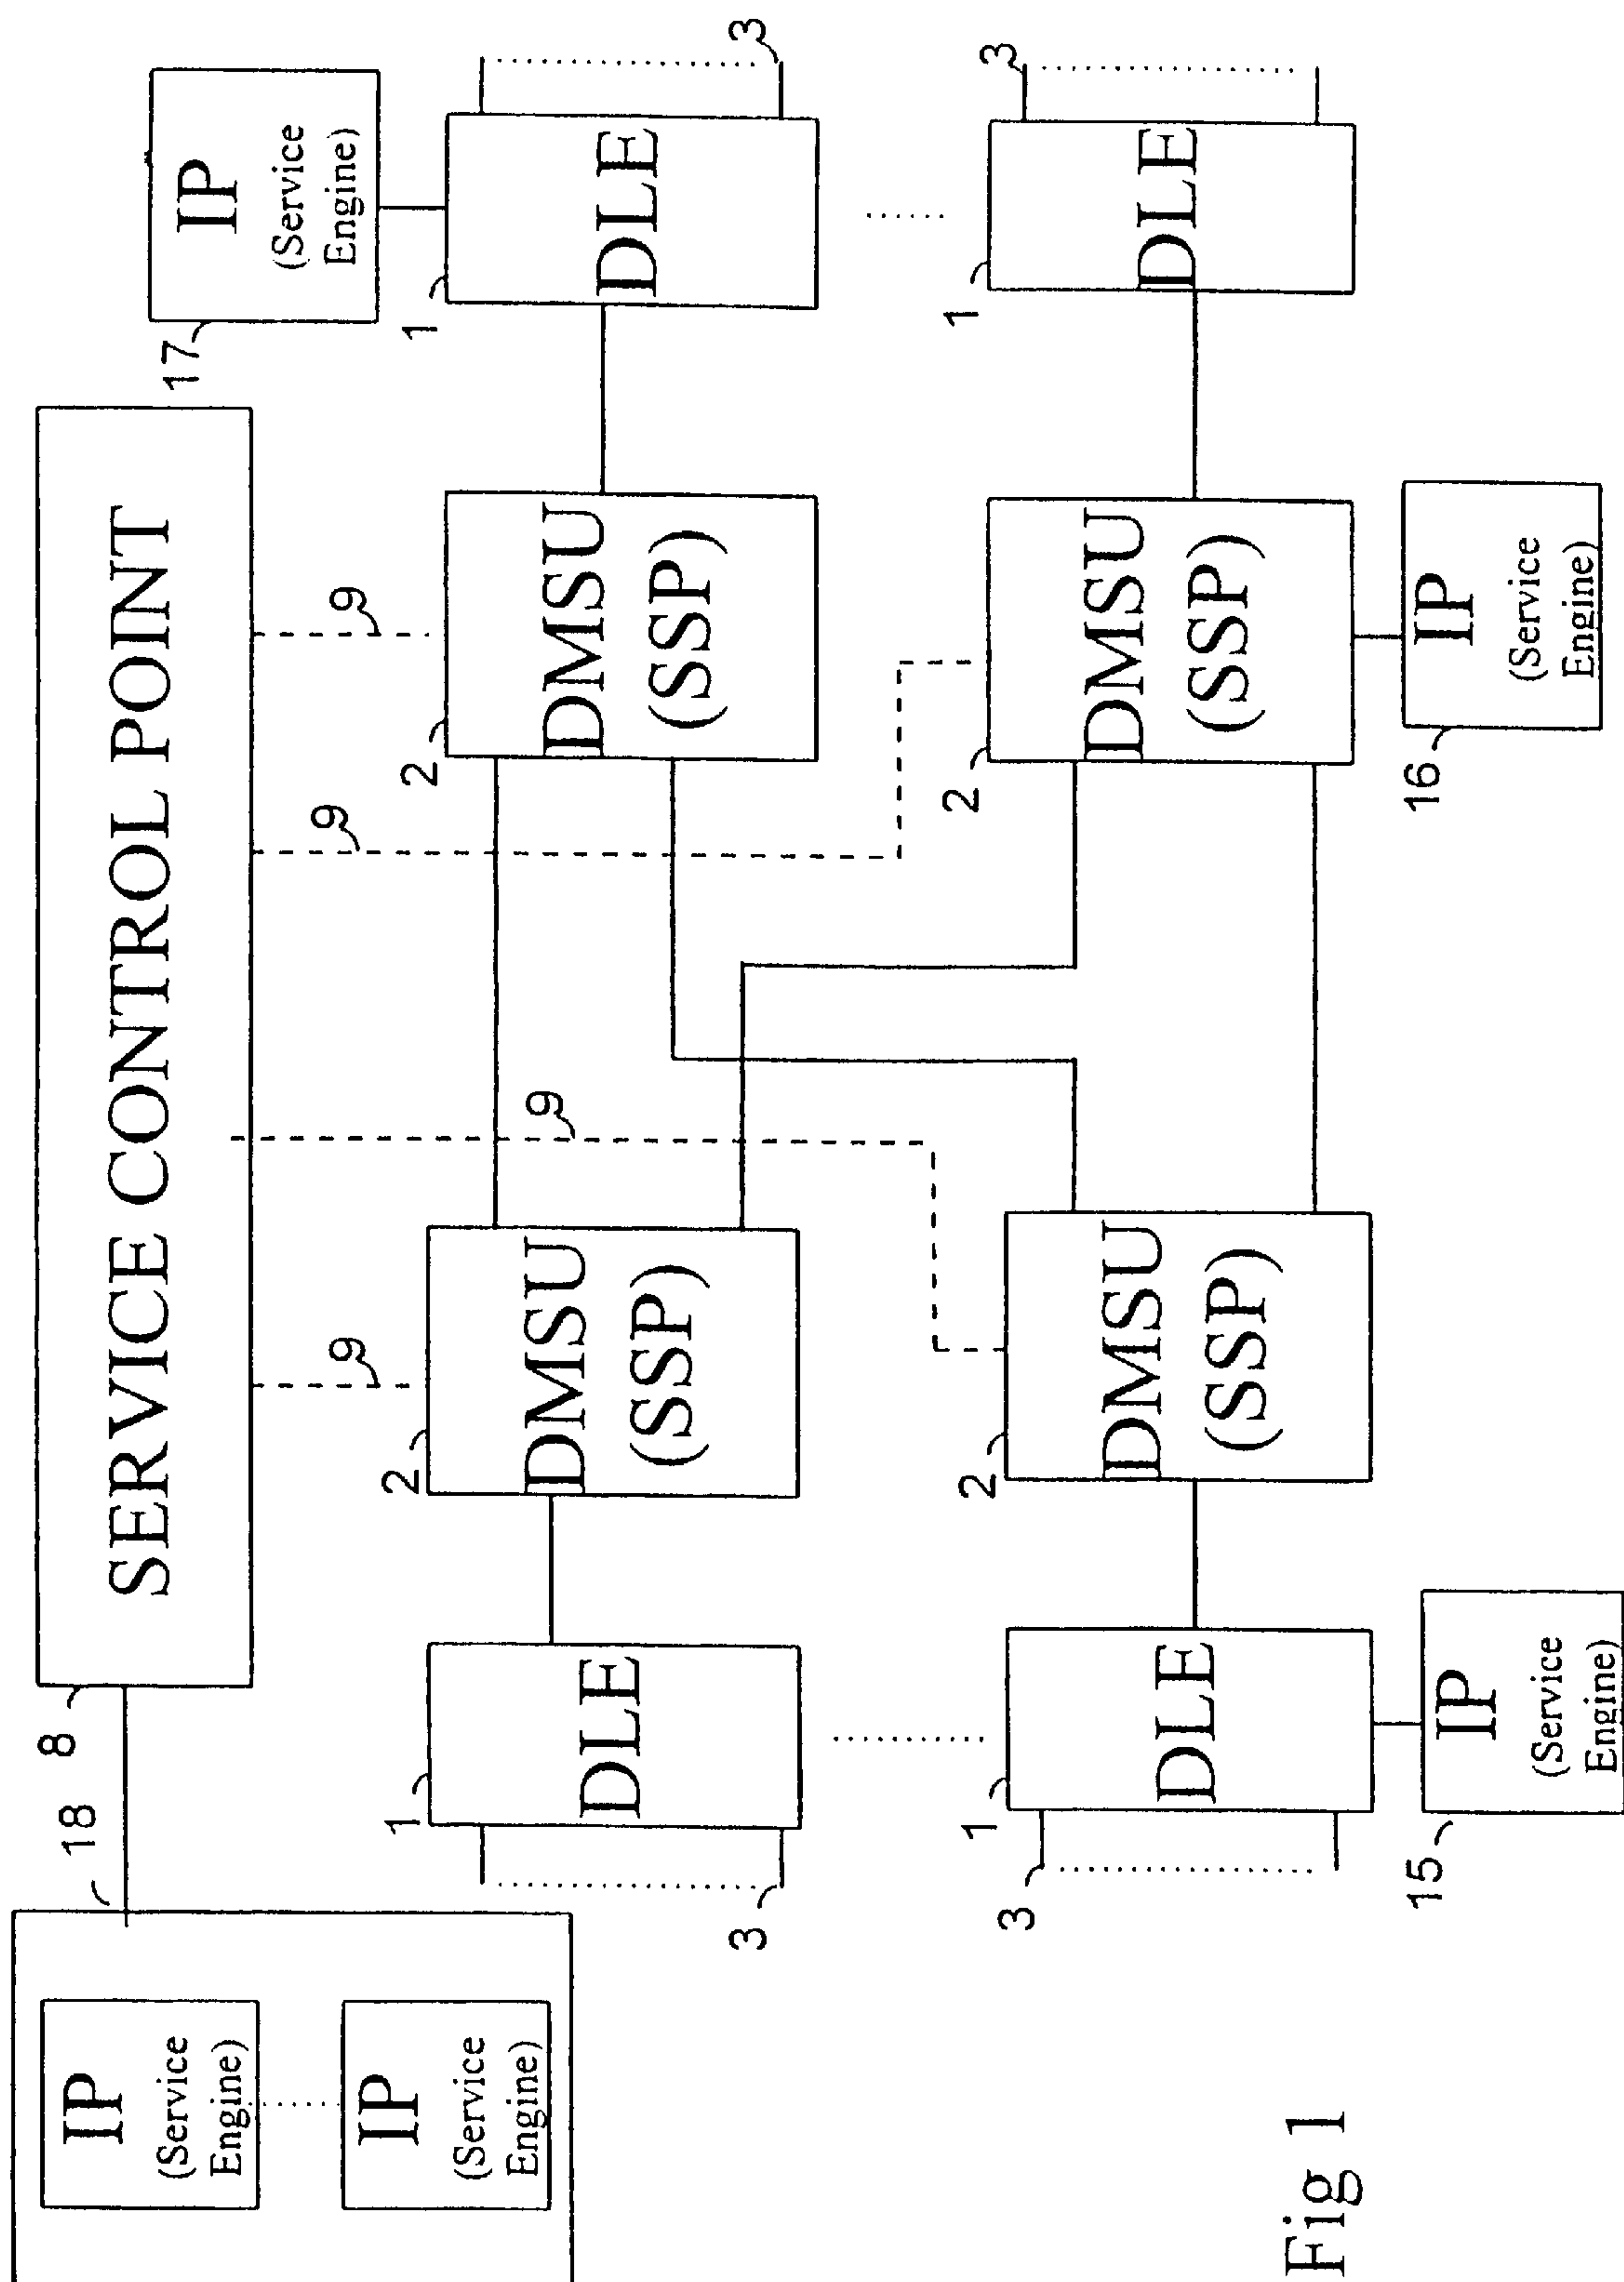 8
18
SERVICE CONTROL POINT
IP
(Service
Engine)
IP
(Service
Engine)
17
IP
(Service
Engine)
9
9
9
9
1
2
2
1
DLE
DMSU
(SSP)
DMSU
(SSP)
DLE
3
3
3
3
1
2
2
1
DLE
DMSU
(SSP)
DMSU
(SSP)
DLE
15
IP
(Service
Engine)
16
IP
(Service
Engine)
Fig 1